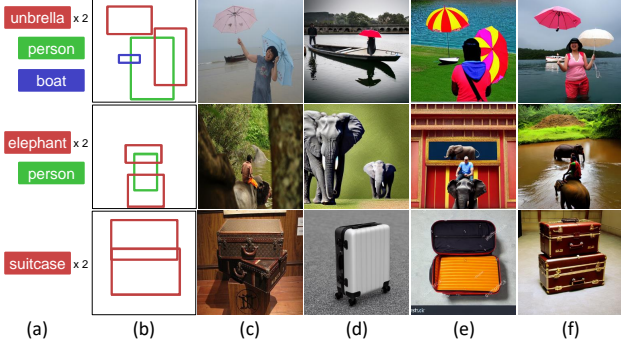 unbrella x 2
person
boat
elephant x 2
person
suitcase x 2
(a) (b) (c) (d) (e) (f)